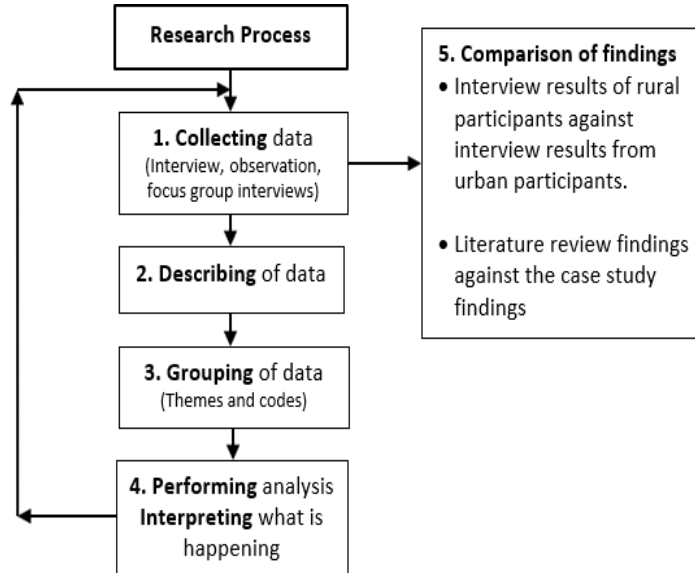 Research Process
1. Collecting data
(Interview, observation,
focus group interviews)
2. Describing of data
3. Grouping of data
(Themes and codes)
4. Performing analysis
Interpreting what is
happening
5. Comparison of findings
• Interview results of rural
participants against
interview results from
urban participants.
• Literature review findings
against the case study
findings